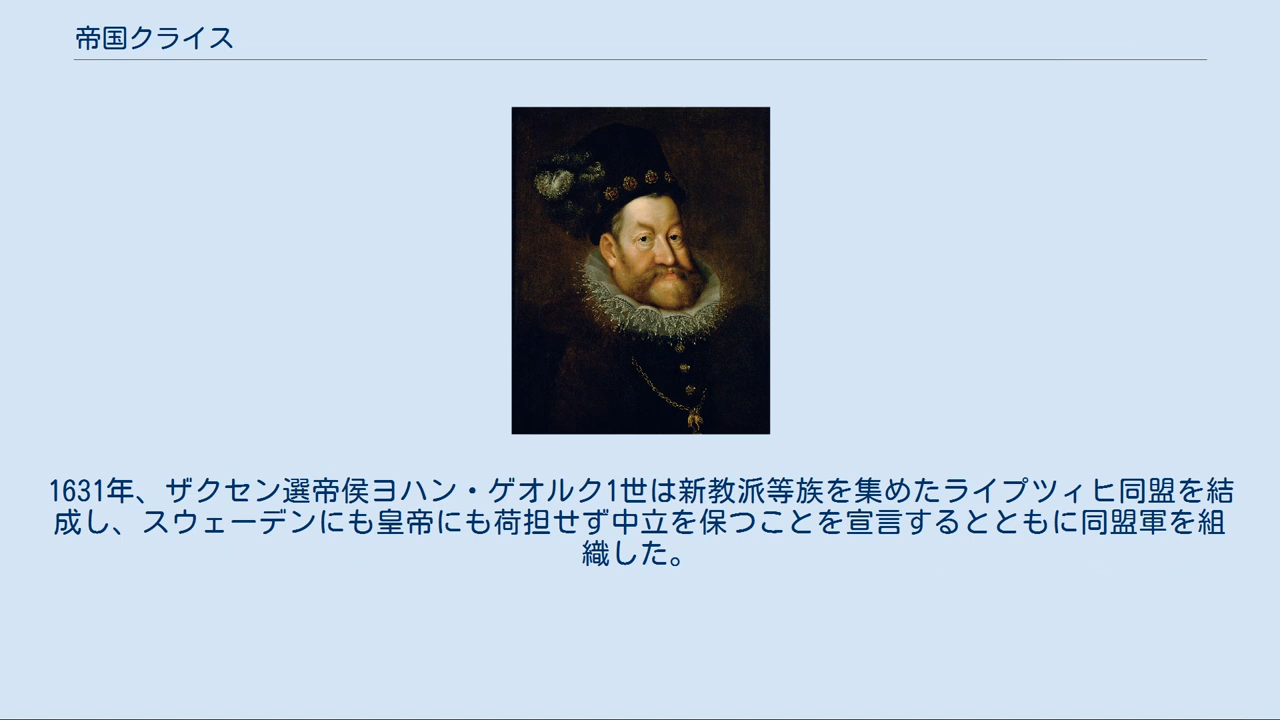 帝国クライス
1631年、ザクセン選帝侯ヨハン・ゲオルク1世は新教派等族を集めたライプツィヒ同盟を結
成し、スウェーデンにも皇帝にも荷担せず中立を保つことを宣言するとともに同盟軍を組
織した。